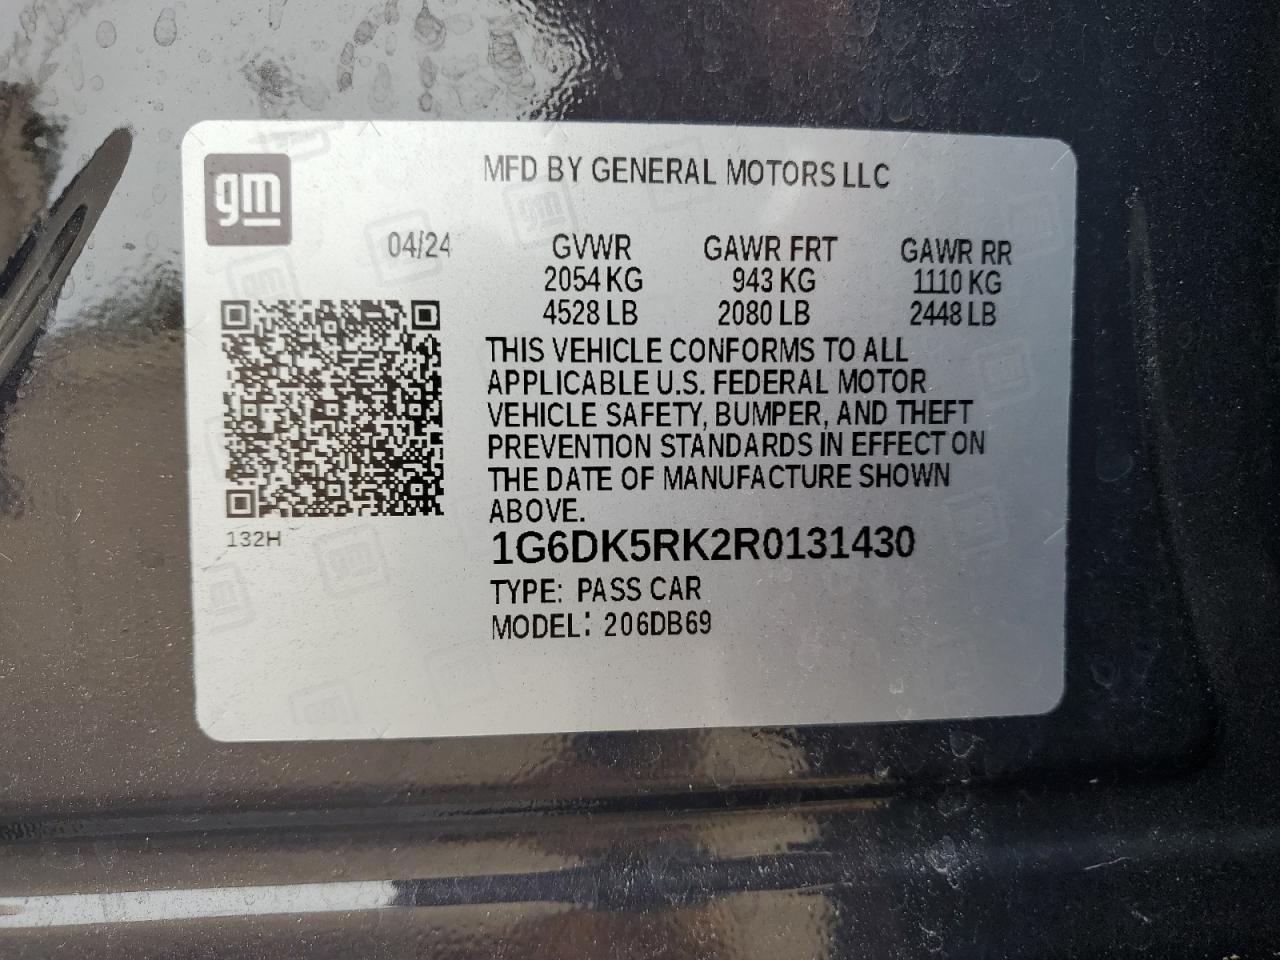 gm
MFD BY GENERAL MOTORS LLC
04/24 GVWR GAWR FRT GAWR RR
2054 KG 943 KG 1110 KG
4528 LB 2080 LB 2448 LB
THIS VEHICLE CONFORMS TO ALL
APPLICABLE U.S. FEDERAL MOTOR
VEHICLE SAFETY, BUMPER, AND THEFT
PREVENTION STANDARDS IN EFFECT ON
THE DATE OF MANUFACTURE SHOWN
ABOVE.
132H
1G6DK5RK2R0131430
TYPE: PASS CAR
MODEL: 206DB69